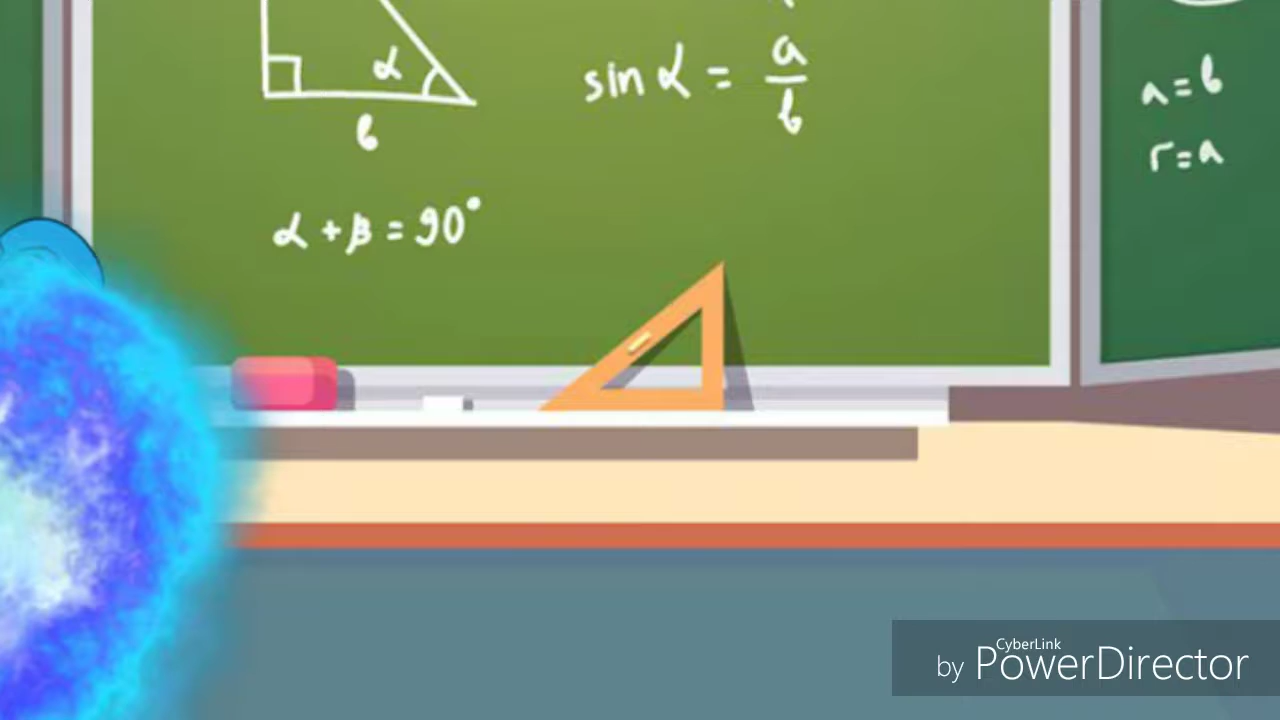 α
b
sin α = a/b
α + β = 90°
a = b
r = a
CyberLink
by PowerDirector